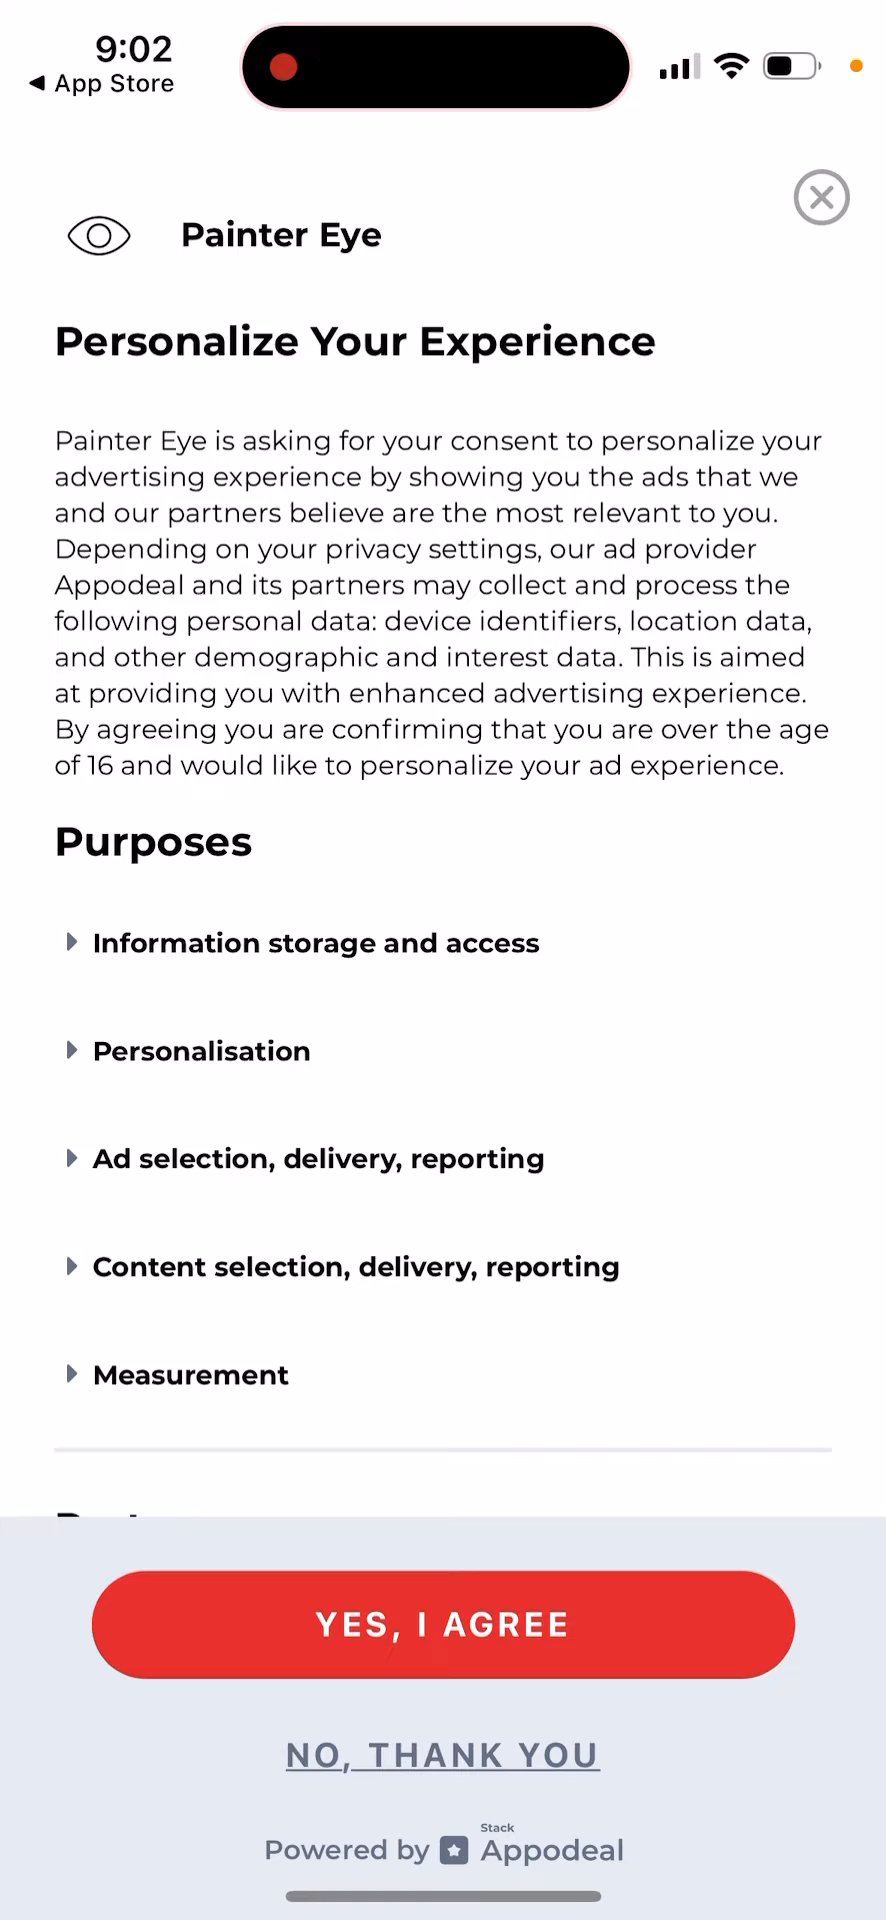 9:02
App Store
Painter Eye
Personalize Your Experience
Painter Eye is asking for your consent to personalize your
advertising experience by showing you the ads that we
and our partners believe are the most relevant to you.
Depending on your privacy settings, our ad provider
Appodeal and its partners may collect and process the
following personal data: device identifiers, location data,
and other demographic and interest data. This is aimed
at providing you with enhanced advertising experience.
By agreeing you are confirming that you are over the age
of 16 and would like to personalize your ad experience.
Purposes
Information storage and access
Personalisation
Ad selection, delivery, reporting
Content selection, delivery, reporting
Measurement
YES, I AGREE
NO, THANK YOU
Stack
Powered by Appodeal